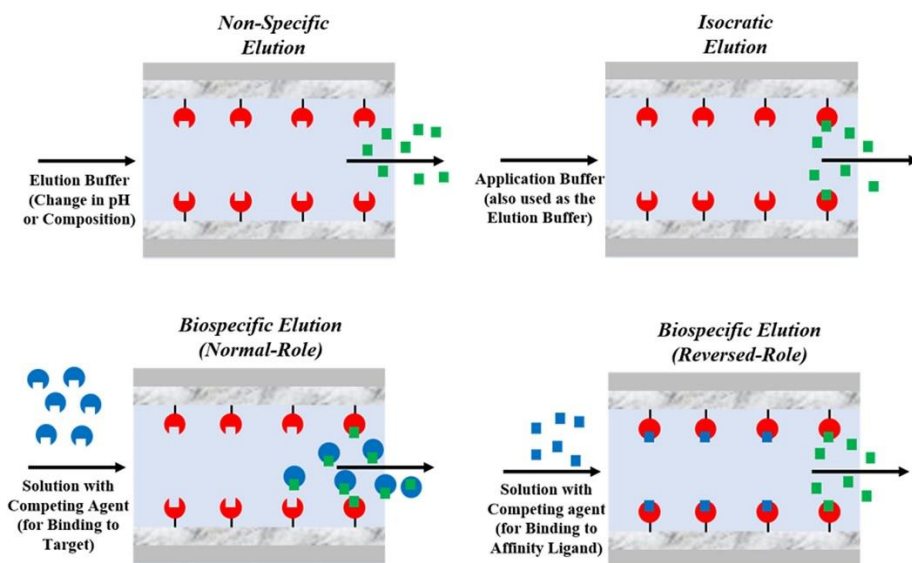 Non-Specific
Elution
Elution Buffer
(Change in pH
or Composition)
Isocratic
Elution
Application Buffer
(also used as the
Elution Buffer)
Biospecific Elution
(Normal-Role)
Solution with
Competing Agent
(for Binding to
Target)
Biospecific Elution
(Reversed-Role)
Solution with
Competing agent
(for Binding to
Affinity Ligand)